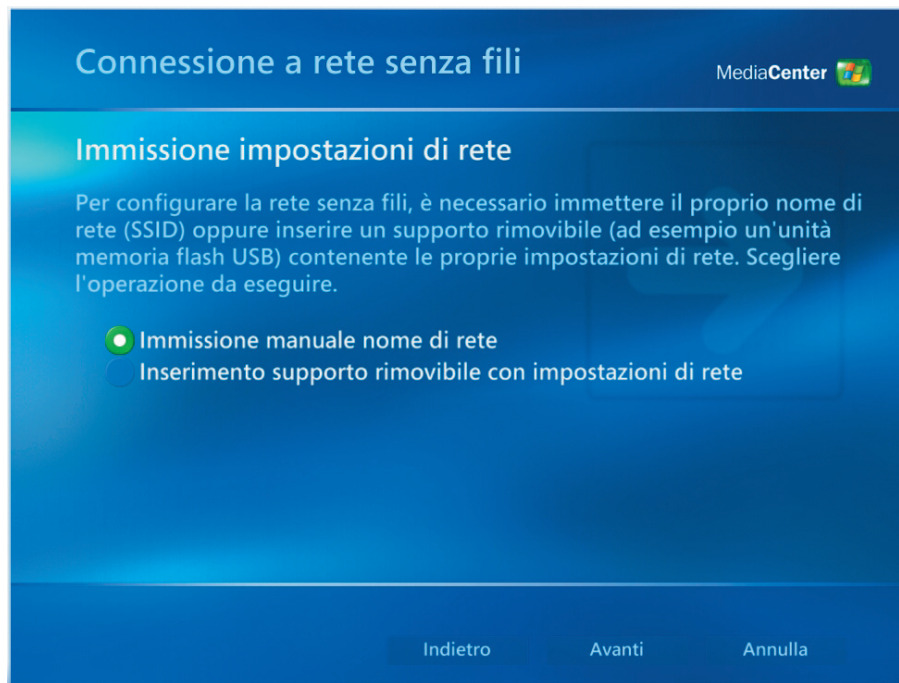 Connessione a rete senza fili
MediaCenter
Immissione impostazioni di rete
Per configurare la rete senza fili, è necessario immettere il proprio nome di
rete (SSID) oppure inserire un supporto rimovibile (ad esempio un'unità
memoria flash USB) contenente le proprie impostazioni di rete. Scegliere
l'operazione da eseguire.
Immissione manuale nome di rete
Inserimento supporto rimovibile con impostazioni di rete
Indietro Avanti Annulla